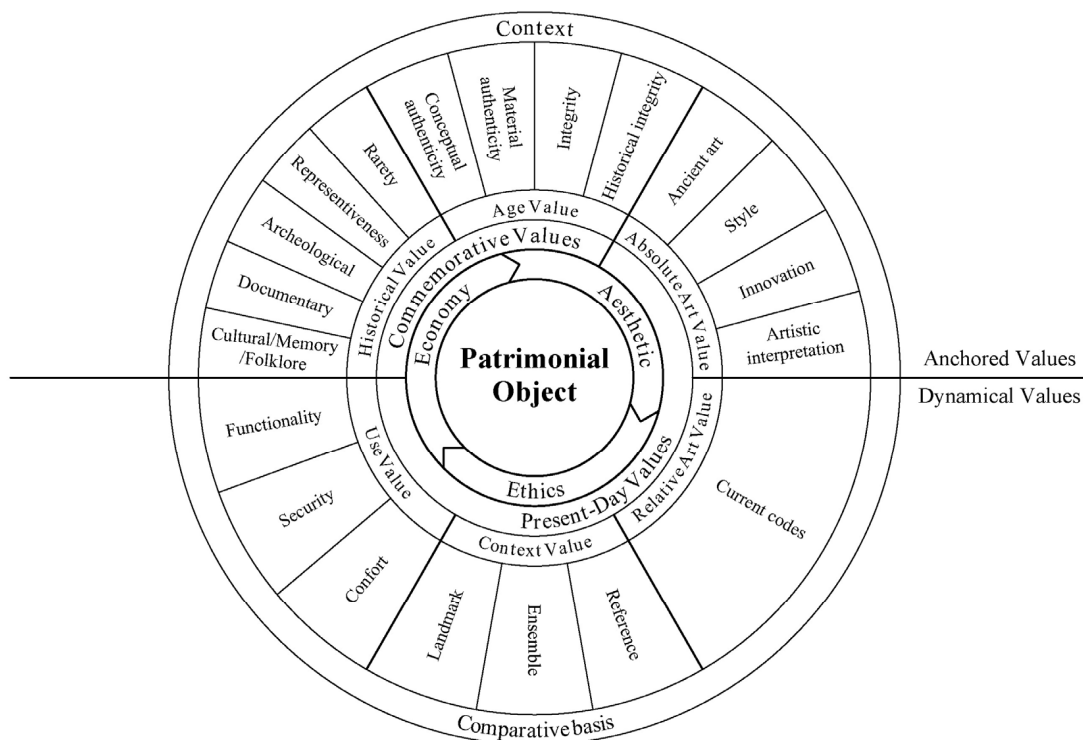 Context
Conceptual
authenticity
Material
authenticity
Integrity
Historical integrity
Rarety
Representiveness
Archeological
Documentary
Cultural/Memory
/Folklore
Ancient art
Style
Innovation
Artistic
interpretation
Age Value
Historical Value
Absolute Art Value
Commemorative Values
Economy
Aesthetic
Ethics
Patrimonial
Object
Anchored Values
Dynamical Values
Functionality
Security
Confort
Use Value
Present-Day Values
Relative Art Value
Context Value
Landmark
Ensemble
Reference
Current codes
Comparative basis